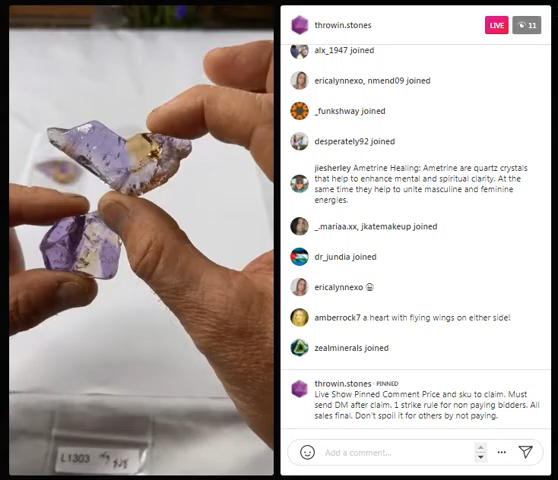 throwin.stones
LIVE
11
alx_1947 joined
ericalynnexo, nmend09 joined
_funkshway joined
desperately92 joined
jiesherley Ametrine Healing: Ametrine are quartz crystals
that help to enhance mental and spiritual clarity. At the
same time they help to unite masculine and feminine
energies.
_.mariaa.xx, jkatemakeup joined
dr_jundia joined
ericalynnexo 😀
amberrock7 a heart with flying wings on either side!
zealminerals joined
throwin.stones · PINNED
Live Show Pinned Comment Price and sku to claim. Must
send DM after claim. 1 strike rule for non paying bidders. All
sales final. Don't spoil it for others by not paying.
Add a comment...
L1303